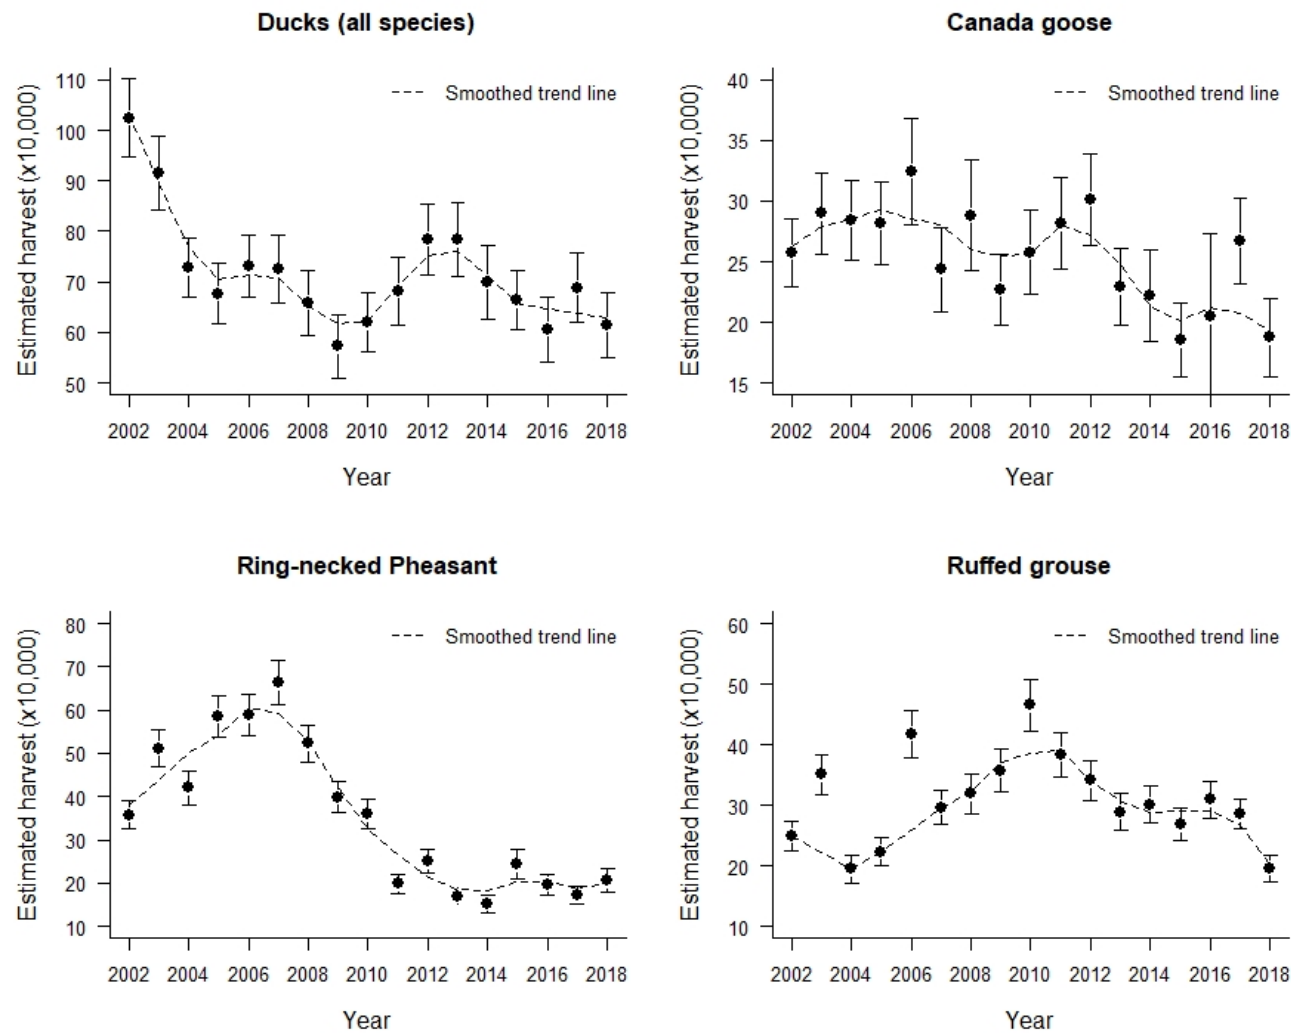 Ducks (all species)
Estimated harvest (x10,000)
110
100
90
80
70
60
50
Smoothed trend line
2002 2004 2006 2008 2010 2012 2014 2016 2018
Year
Canada goose
Estimated harvest (x10,000)
40
35
30
25
20
15
Smoothed trend line
2002 2004 2006 2008 2010 2012 2014 2016 2018
Year
Ring-necked Pheasant
Estimated harvest (x10,000)
80
70
60
50
40
30
20
10
Smoothed trend line
2002 2004 2006 2008 2010 2012 2014 2016 2018
Year
Ruffed grouse
Estimated harvest (x10,000)
60
50
40
30
20
10
Smoothed trend line
2002 2004 2006 2008 2010 2012 2014 2016 2018
Year